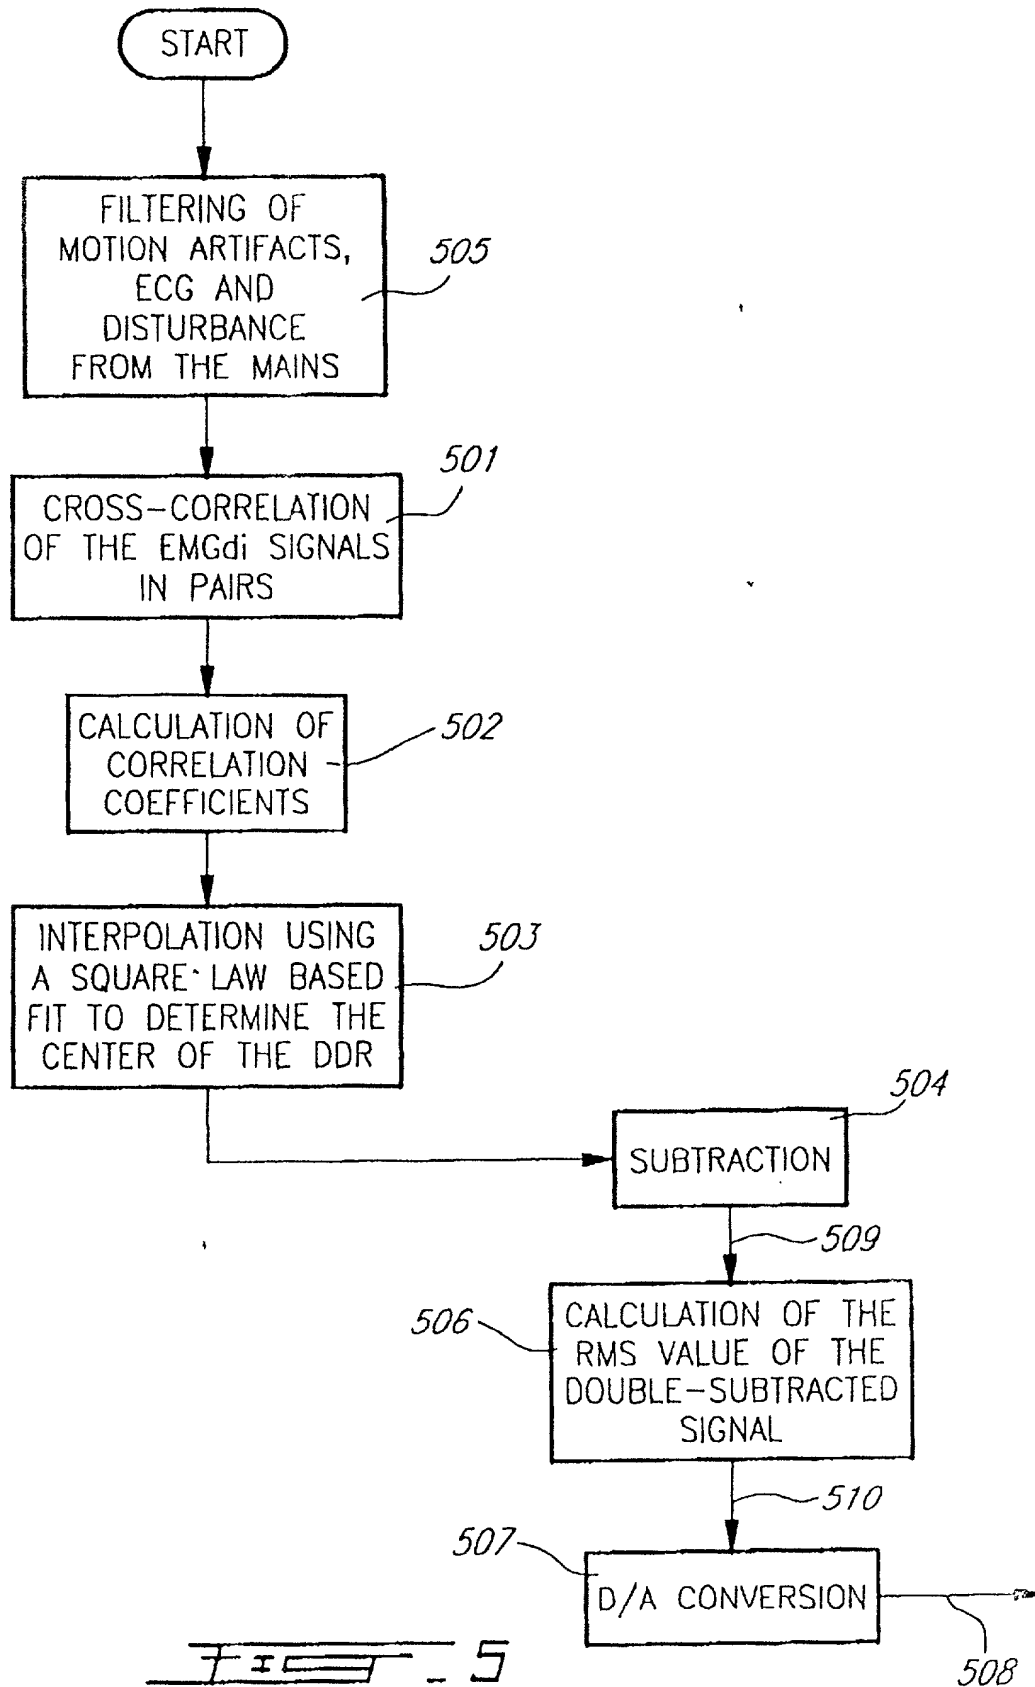 START
FILTERING OF
MOTION ARTIFACTS,
ECG AND
DISTURBANCE
FROM THE MAINS
505
501
CROSS-CORRELATION
OF THE EMGdi SIGNALS
IN PAIRS
CALCULATION OF
CORRELATION
COEFFICIENTS
502
INTERPOLATION USING
A SQUARE LAW BASED
FIT TO DETERMINE THE
CENTER OF THE DDR
503
504
SUBTRACTION
509
506
CALCULATION OF THE
RMS VALUE OF THE
DOUBLE-SUBTRACTED
SIGNAL
510
507
D/A CONVERSION
508
FIG-5